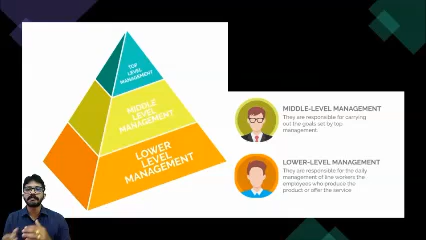 TOP
LEVEL
MANAGEMENT
MIDDLE
LEVEL
MANAGEMENT
LOWER
LEVEL
MANAGEMENT
MIDDLE-LEVEL MANAGEMENT
They are responsible for carrying
out the goals set by top
management.
LOWER-LEVEL MANAGEMENT
They are responsible for the daily
management of line workers the
employees who produce the
product or offer the service